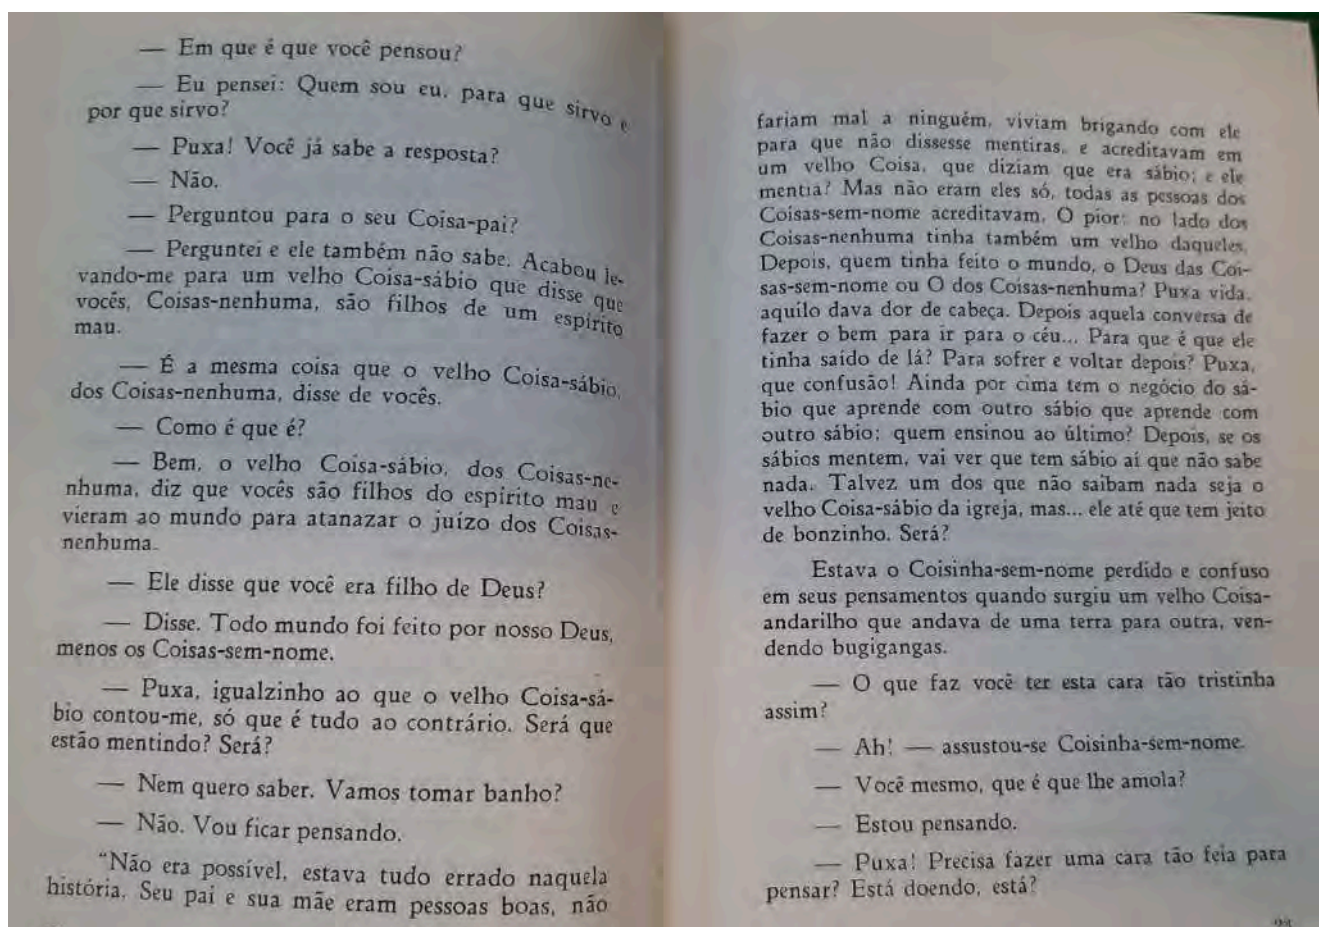 — Em que é que você pensou?
— Eu pensei: Quem sou eu, para que sirvo e
por que sirvo?
— Puxa! Você já sabe a resposta?
— Não.
— Perguntou para o seu Coisa-pai?
— Perguntei e ele também não sabe. Acabou le-
vando-me para um velho Coisa-sábio que disse que
vocês, Coisas-nenhuma, são filhos de um espírito
mau.
— É a mesma coisa que o velho Coisa-sábio,
dos Coisas-nenhuma, disse de vocês.
— Como é que é?
— Bem, o velho Coisa-sábio, dos Coisas-ne-
nhuma, diz que vocês são filhos do espírito mau e
vieram ao mundo para atanazar o juízo dos Coisas-
nenhuma.
— Ele disse que você era filho de Deus?
— Disse. Todo mundo foi feito por nosso Deus,
menos os Coisas-sem-nome.
— Puxa, igualzinho ao que o velho Coisa-sá-
bio contou-me, só que é tudo ao contrário. Será que
estão mentindo? Será?
— Nem quero saber. Vamos tomar banho?
— Não. Vou ficar pensando.
"Não era possível, estava tudo errado naquela
história. Seu pai e sua mãe eram pessoas boas, não
fariam mal a ninguém, viviam brigando com ele
para que não dissesse mentiras, e acreditavam em
um velho Coisa, que diziam que era sábio; e ele
mentia? Mas não eram eles só, todas as pessoas dos
Coisas-sem-nome acreditavam. O pior: no lado dos
Coisas-nenhuma tinha também um velho daqueles.
Depois, quem tinha feito o mundo, o Deus das Coi-
sas-sem-nome ou O dos Coisas-nenhuma? Puxa vida,
aquilo dava dor de cabeça. Depois aquela conversa de
fazer o bem para ir para o céu... Para que é que ele
tinha saído de lá? Para sofrer e voltar depois? Puxa,
que confusão! Ainda por cima tem o negócio do sá-
bio que aprende com outro sábio que aprende com
outro sábio; quem ensinou ao último? Depois, se os
sábios mentem, vai ver que tem sábio aí que não sabe
nada. Talvez um dos que não saibam nada seja o
velho Coisa-sábio da igreja, mas... ele até que tem jeito
de bonzinho. Será?
Estava o Coisinha-sem-nome perdido e confuso
em seus pensamentos quando surgiu um velho Coisa-
andarilho que andava de uma terra para outra, ven-
dendo bugigangas.
— O que faz você ter esta cara tão tristinha
assim?
— Ah! — assustou-se Coisinha-sem-nome.
— Você mesmo, que é que lhe amola?
— Estou pensando.
— Puxa! Precisa fazer uma cara tão feia para
pensar? Está doendo, está?